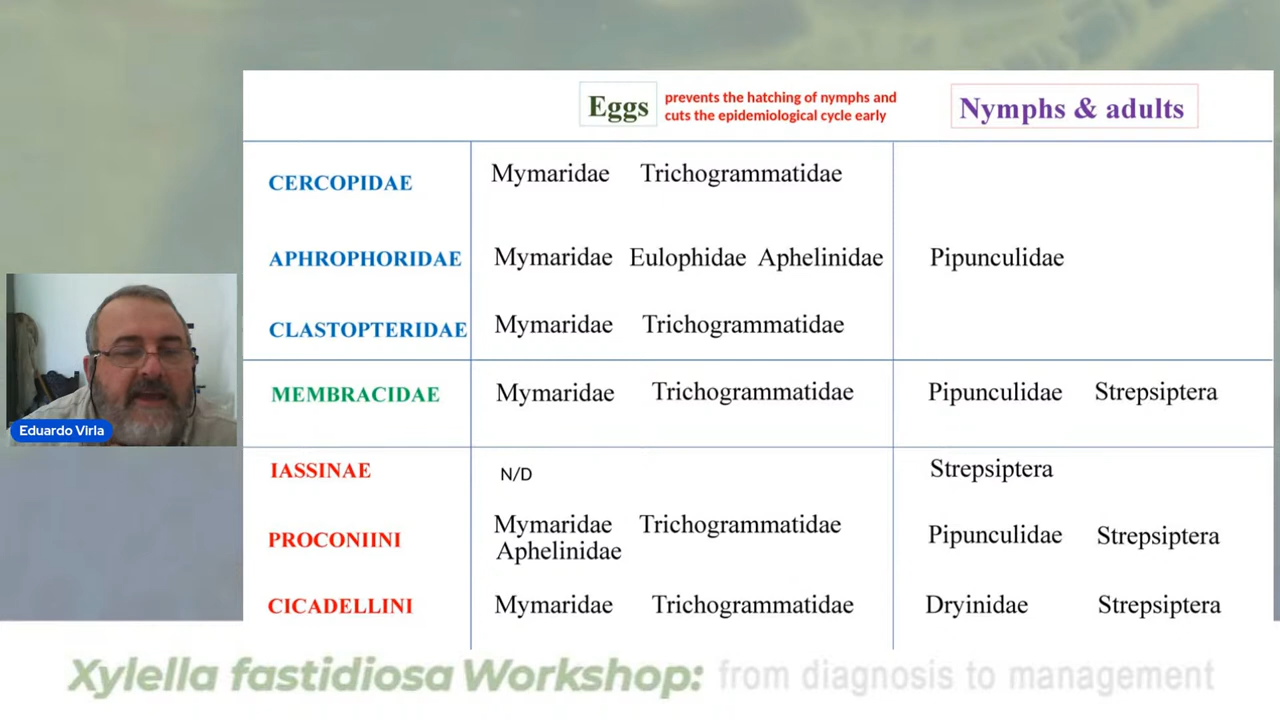 Eggs prevents the hatching of nymphs and
cuts the epidemiological cycle early
Nymphs & adults
CERCOPIDAE Mymaridae Trichogrammatidae
APHROPHORIDAE Mymaridae Eulophidae Aphelinidae Pipunculidae
CLASTOPTERIDAE Mymaridae Trichogrammatidae
MEMBRACIDAE Mymaridae Trichogrammatidae Pipunculidae Strepsiptera
IASSINAE N/D Strepsiptera
PROCONIINI Mymaridae Trichogrammatidae Pipunculidae Strepsiptera
Aphelinidae
CICADELLINI Mymaridae Trichogrammatidae Dryinidae Strepsiptera
Eduardo Virla
Xylella fastidiosa Workshop: from diagnosis to management